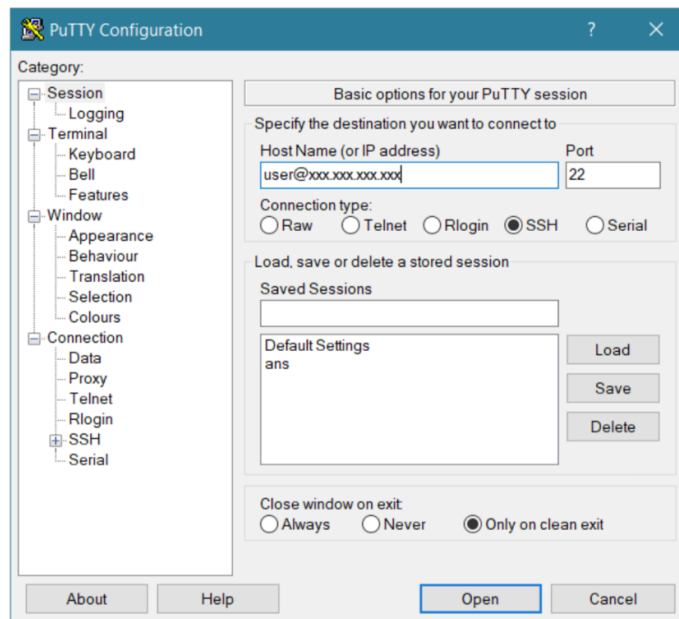 PuTTY Configuration
?
Category:
Session
Logging
Terminal
Keyboard
Bell
Features
Window
Appearance
Behaviour
Translation
Selection
Colours
Connection
Data
Proxy
Telnet
Rlogin
SSH
Serial
Basic options for your PuTTY session
Specify the destination you want to connect to
Host Name (or IP address) Port
user@xxx.xxx.xxx.xxx 22
Connection type:
Raw Telnet Rlogin SSH Serial
Load, save or delete a stored session
Saved Sessions
Default Settings
ans
Load
Save
Delete
Close window on exit:
Always Never Only on clean exit
About Help Open Cancel